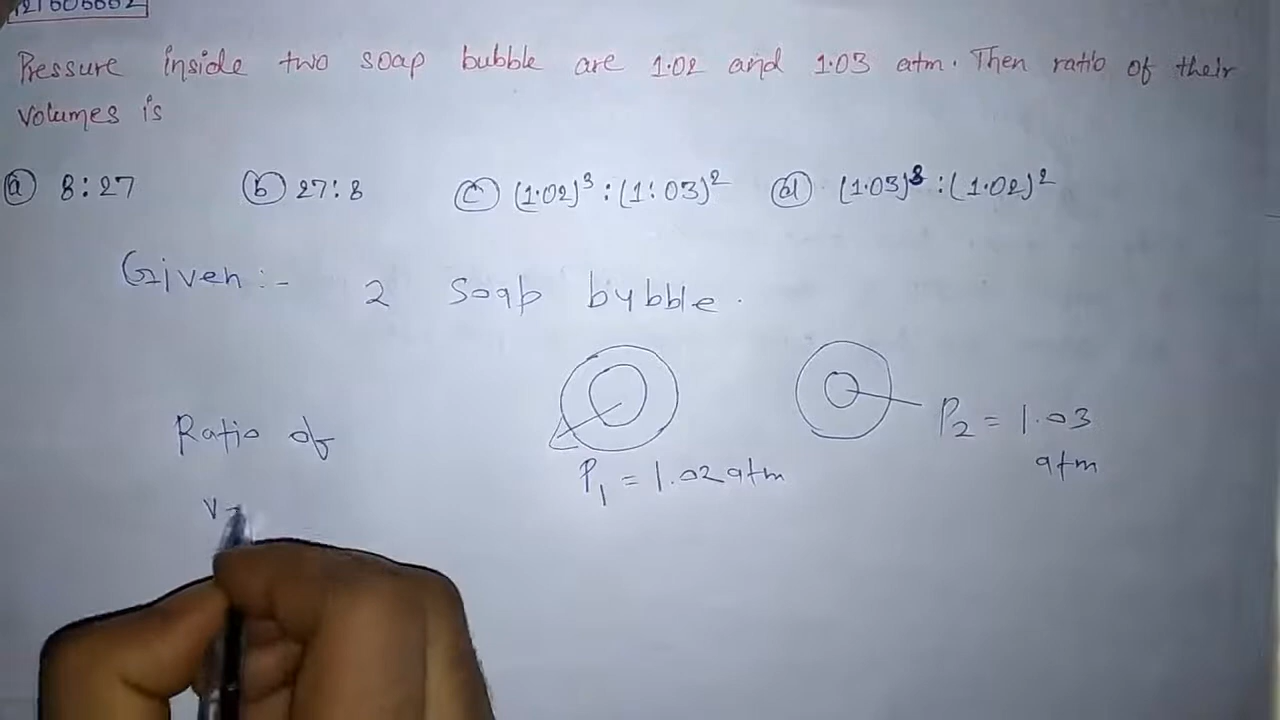 Pressure inside two soap bubble are 1.02 and 1.03 atm. Then ratio of their
volumes is
(a) 8:27 (b) 27:8 (c) (1.02)³ : (1:03)² (d) (1.03)³ : (1.02)²
Given :- 2 Soap bubble.
Ratio of
P₂ = 1.03
atm
P₁ = 1.02 atm